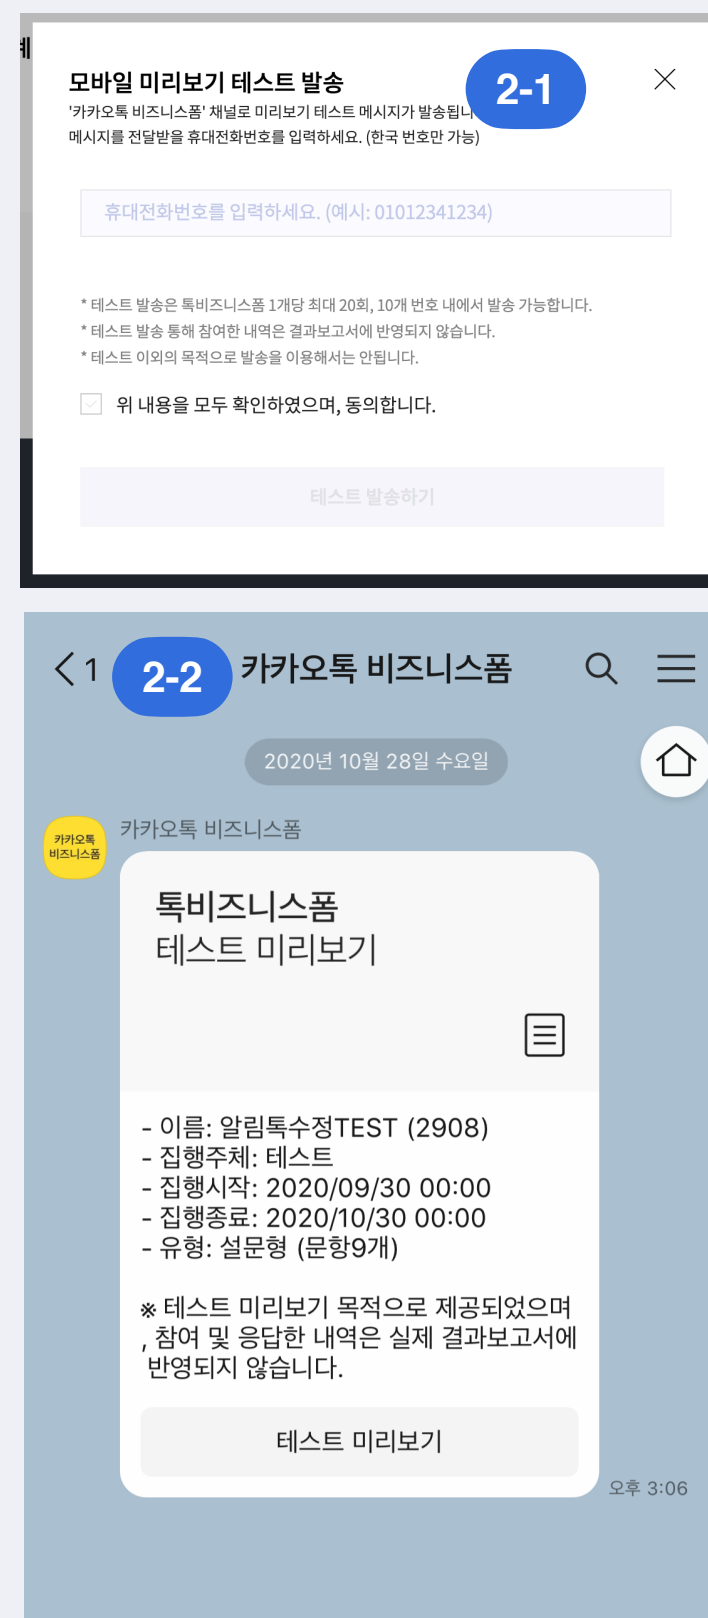 모바일 미리보기 테스트 발송
2-1
'카카오톡 비즈니스폼' 채널로 미리보기 테스트 메시지가
메시지를 전달받을 휴대전화번호를 입력하세요. (한국 번호만 가능)
휴대전화번호를 입력하세요. (예시: 01012341234)
* 테스트 발송은 톡비즈니스폼 1개당 최대 20회, 10개 번호 내에서 발송 가능합니다.
* 테스트 발송 통해 참여한 내역은 결과보고서에 반영되지 않습니다.
* 테스트 이외의 목적으로 발송을 이용해서는 안됩니다.
위 내용을 모두 확인하였으며, 동의합니다.
테스트 발송하기
1
2-2
카카오톡 비즈니스폼
2020년 10월 28일 수요일
카카오톡
비즈니스폼
카카오톡 비즈니스폼
톡비즈니스폼
테스트 미리보기
- 이름: 알림톡수정TEST (2908)
- 집행주체: 테스트
- 집행시작: 2020/09/30 00:00
- 집행종료: 2020/10/30 00:00
- 유형: 설문형 (문항9개)
※ 테스트 미리보기 목적으로 제공되었으며
, 참여 및 응답한 내역은 실제 결과보고서에
반영되지 않습니다.
테스트 미리보기
오후 3:06